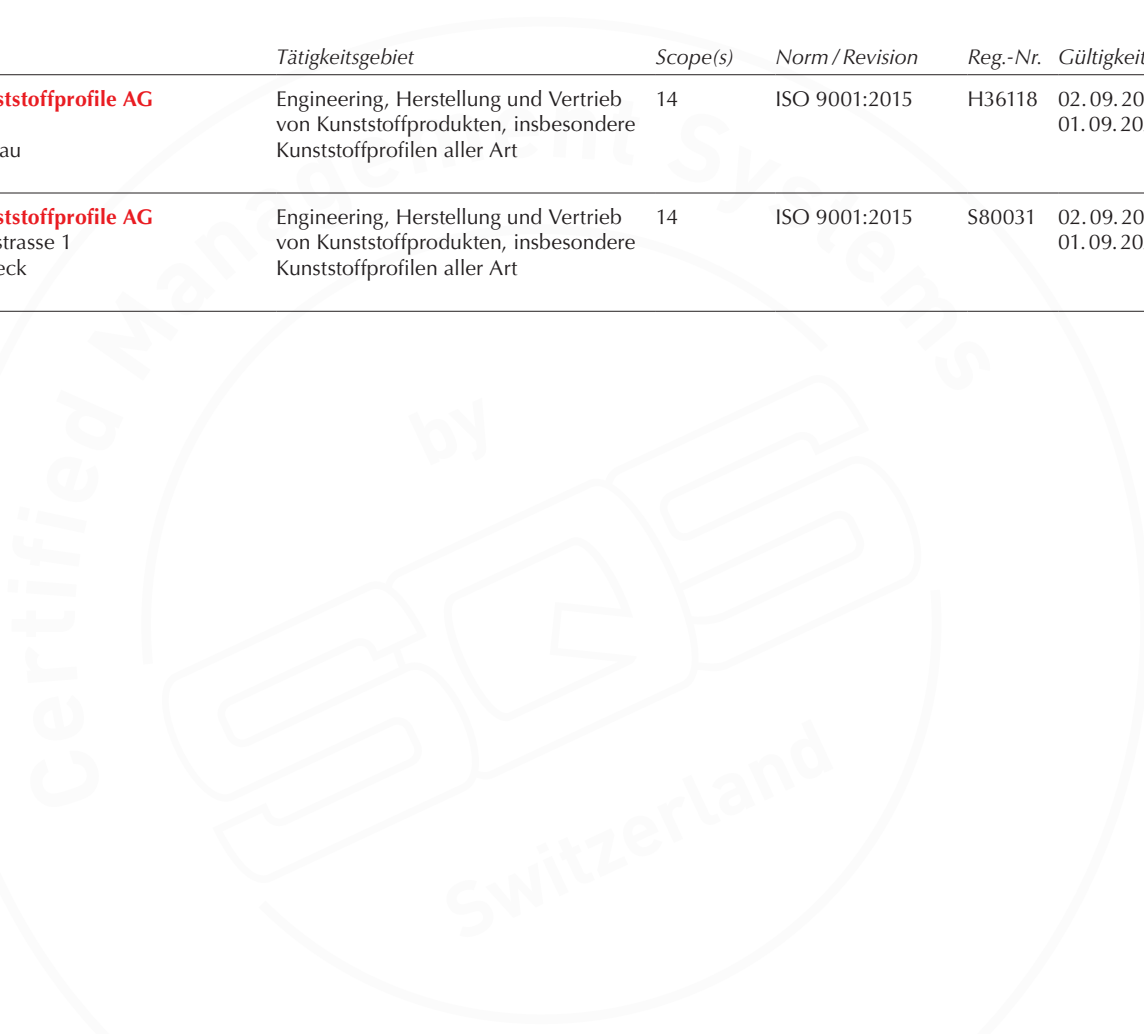 Tätigkeitsgebiet Scope(s) Norm / Revision Reg.-Nr. Gültigkeit
ststoffprofile AG Engineering, Herstellung und Vertrieb 14 ISO 9001:2015 H36118 02.09.20
von Kunststoffprodukten, insbesondere 01.09.20
au Kunststoffprofilen aller Art
ststoffprofile AG Engineering, Herstellung und Vertrieb 14 ISO 9001:2015 S80031 02.09.20
strasse 1 von Kunststoffprodukten, insbesondere 01.09.20
eck Kunststoffprofilen aller Art
Certified Management Systems
by
SQS
Switzerland